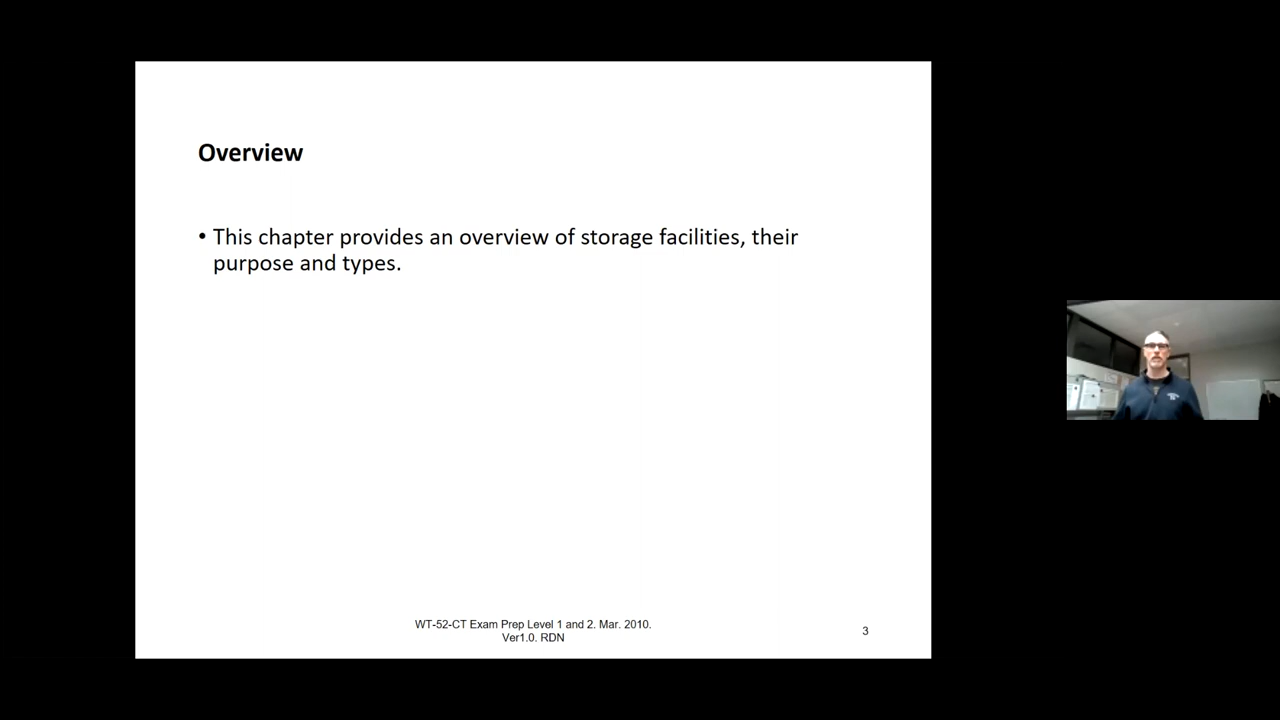 Overview
• This chapter provides an overview of storage facilities, their
purpose and types.
WT-52-CT Exam Prep Level 1 and 2. Mar. 2010.
Ver1.0. RDN
3